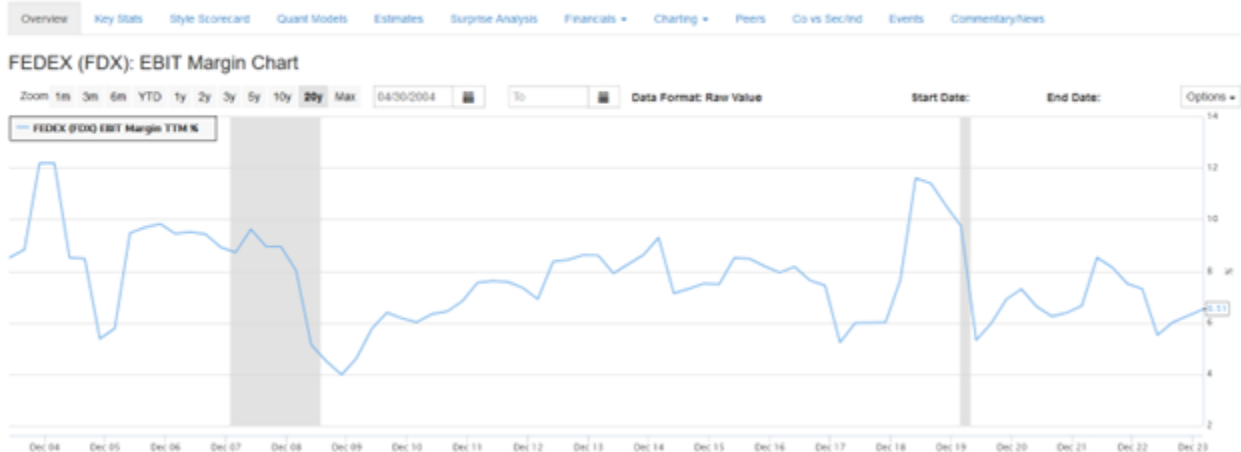 Overview Key Stats Style Scorecard Quant Models Estimates Surprise Analysis Financials Charting Peers Co vs Sec/Ind Events Commentary/News
FEDEX (FDX): EBIT Margin Chart
Zoom 1m 3m 6m YTD 1y 2y 3y 5y 10y 20y Max 04/30/2004 To Data Format: Raw Value Start Date: End Date: Options
FEDEX (FDX) EBIT Margin TTM %
14
12
10
8
%
6.51
6
4
2
Dec 04 Dec 05 Dec 06 Dec 07 Dec 08 Dec 09 Dec 10 Dec 11 Dec 12 Dec 13 Dec 14 Dec 15 Dec 16 Dec 17 Dec 18 Dec 19 Dec 20 Dec 21 Dec 22 Dec 23